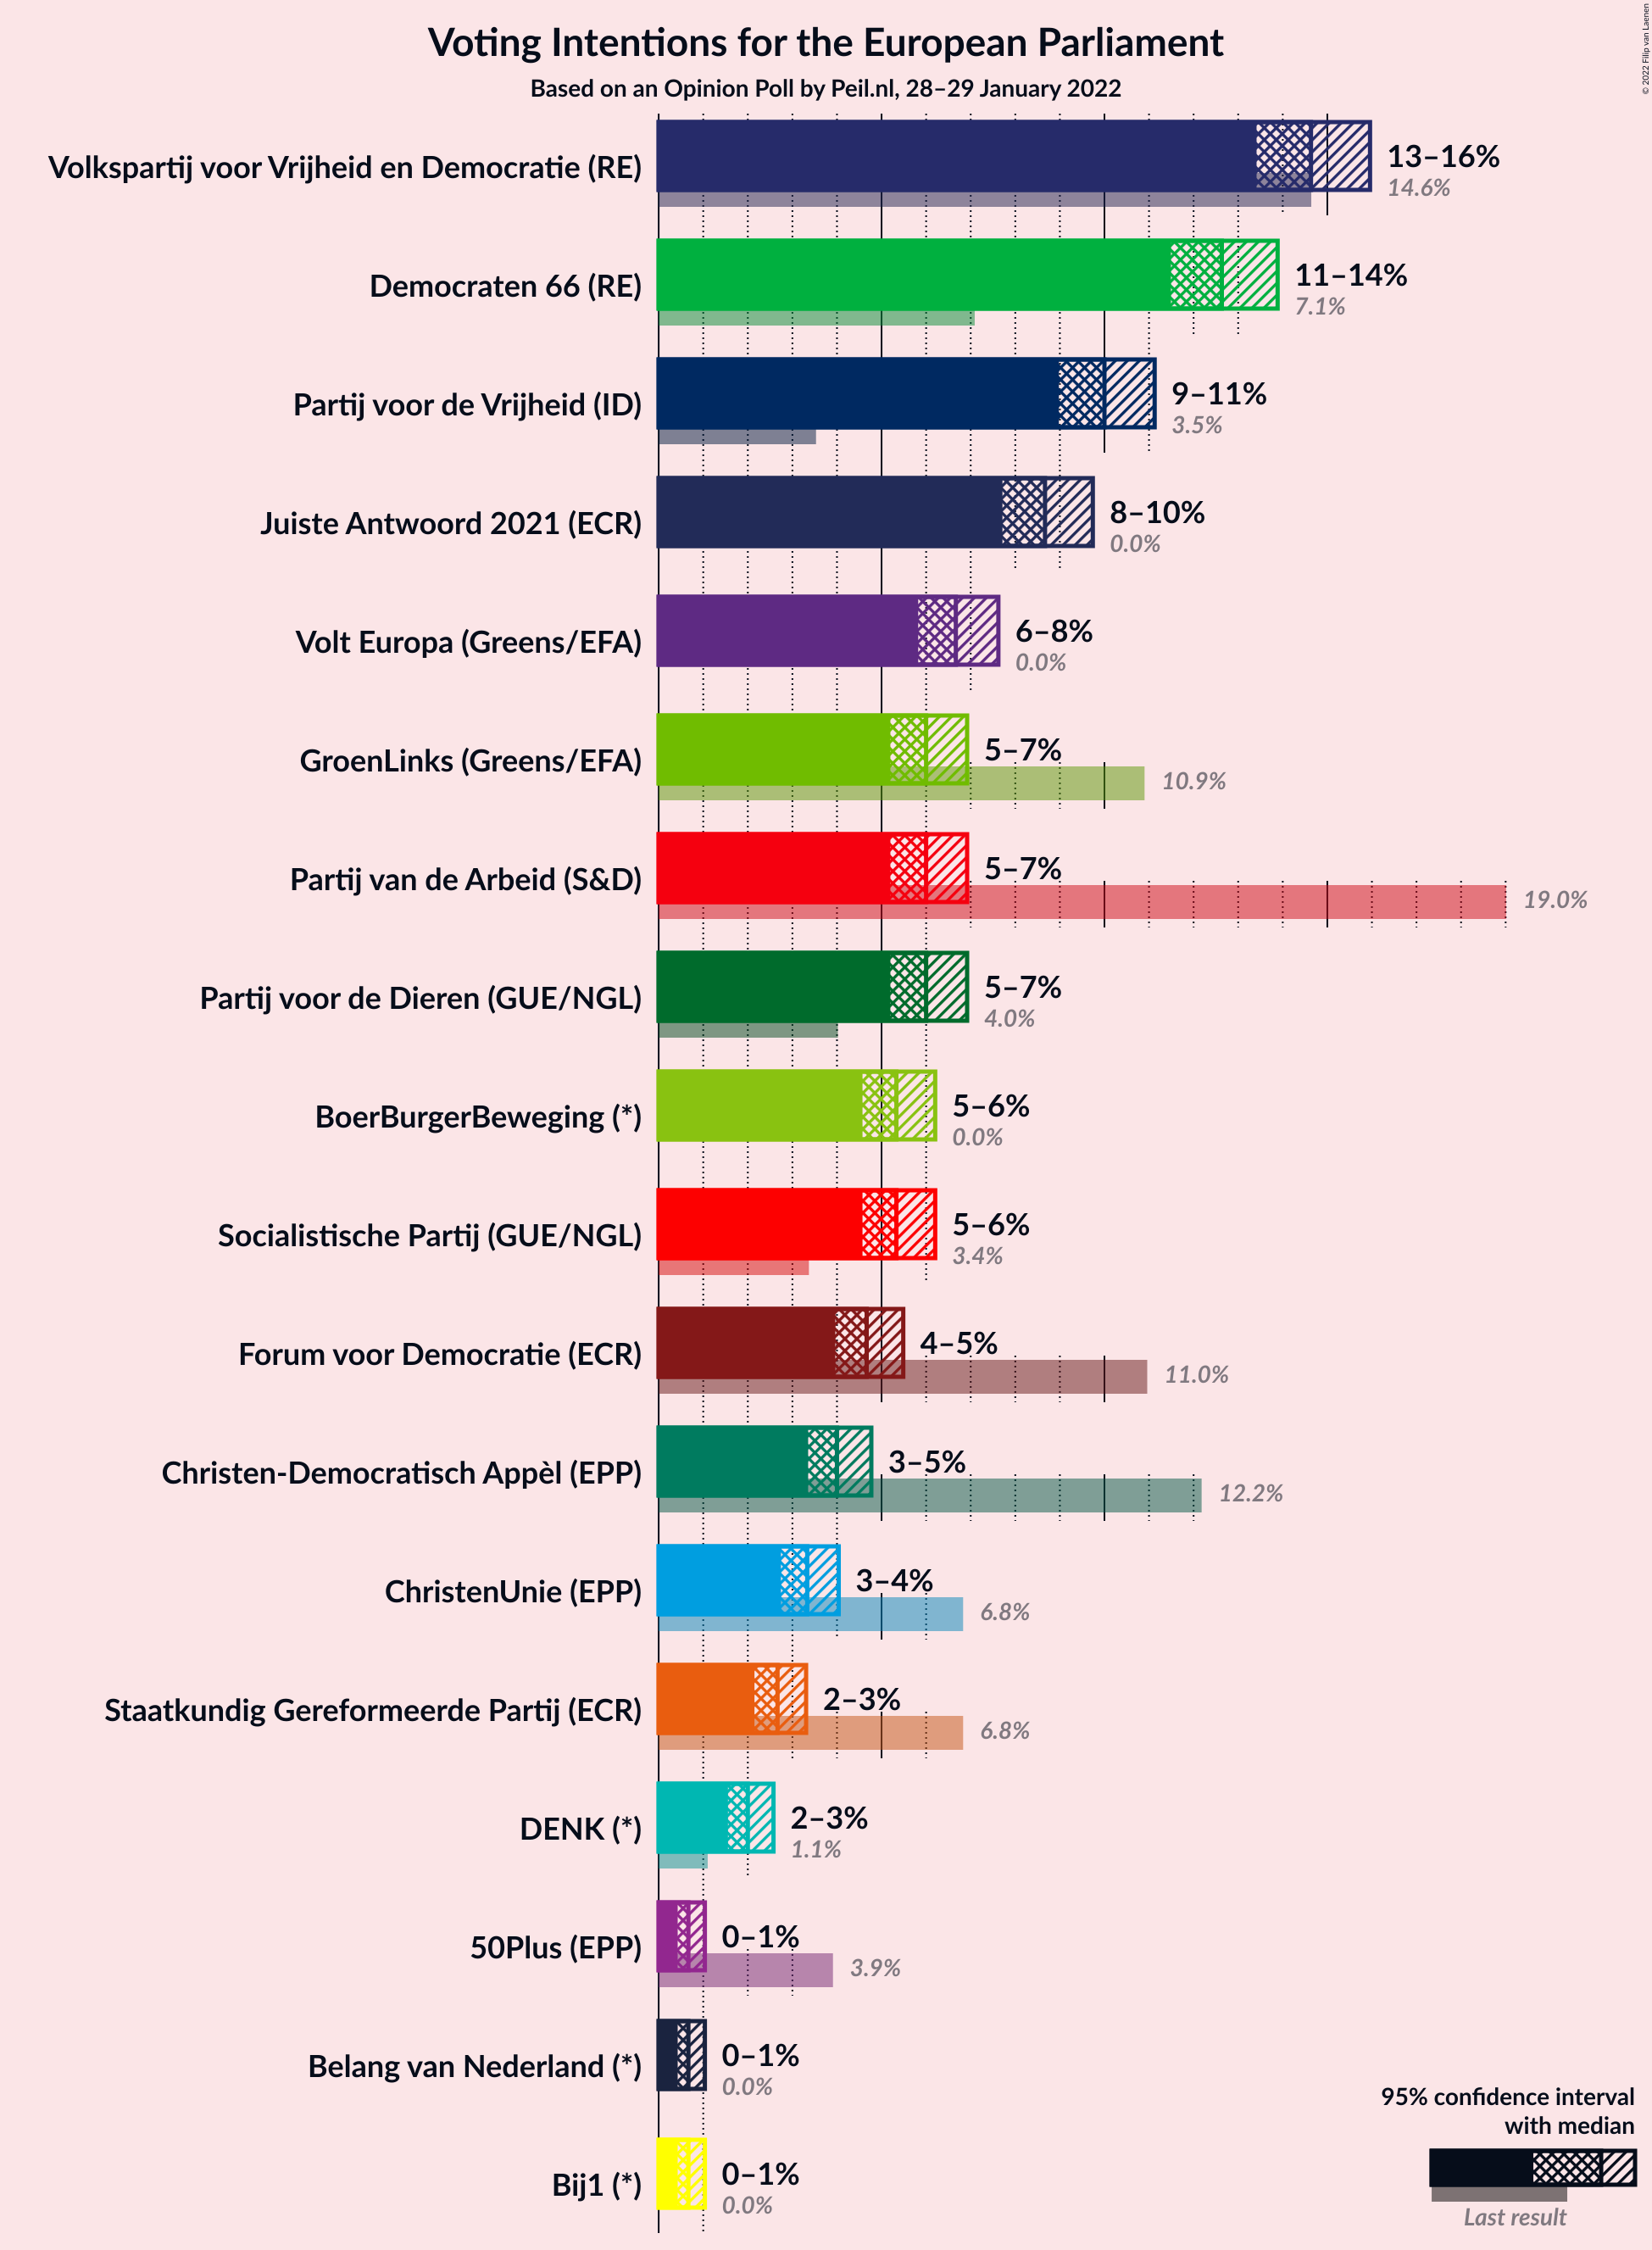 Voting Intentions for the European Parliament
Based on an Opinion Poll by Peil.nl, 28–29 January 2022
© 2022 Filip van Laenen
Volkspartij voor Vrijheid en Democratie (RE)
13–16%
14.6%
Democraten 66 (RE)
11–14%
7.1%
Partij voor de Vrijheid (ID)
9–11%
3.5%
Juiste Antwoord 2021 (ECR)
8–10%
0.0%
Volt Europa (Greens/EFA)
6–8%
0.0%
GroenLinks (Greens/EFA)
5–7%
10.9%
Partij van de Arbeid (S&D)
5–7%
19.0%
Partij voor de Dieren (GUE/NGL)
5–7%
4.0%
BoerBurgerBeweging (*)
5–6%
0.0%
Socialistische Partij (GUE/NGL)
5–6%
3.4%
Forum voor Democratie (ECR)
4–5%
11.0%
Christen-Democratisch Appèl (EPP)
3–5%
12.2%
ChristenUnie (EPP)
3–4%
6.8%
Staatkundig Gereformeerde Partij (ECR)
2–3%
6.8%
DENK (*)
2–3%
1.1%
50Plus (EPP)
0–1%
3.9%
Belang van Nederland (*)
0–1%
0.0%
Bij1 (*)
0–1%
0.0%
95% confidence interval
with median
Last result